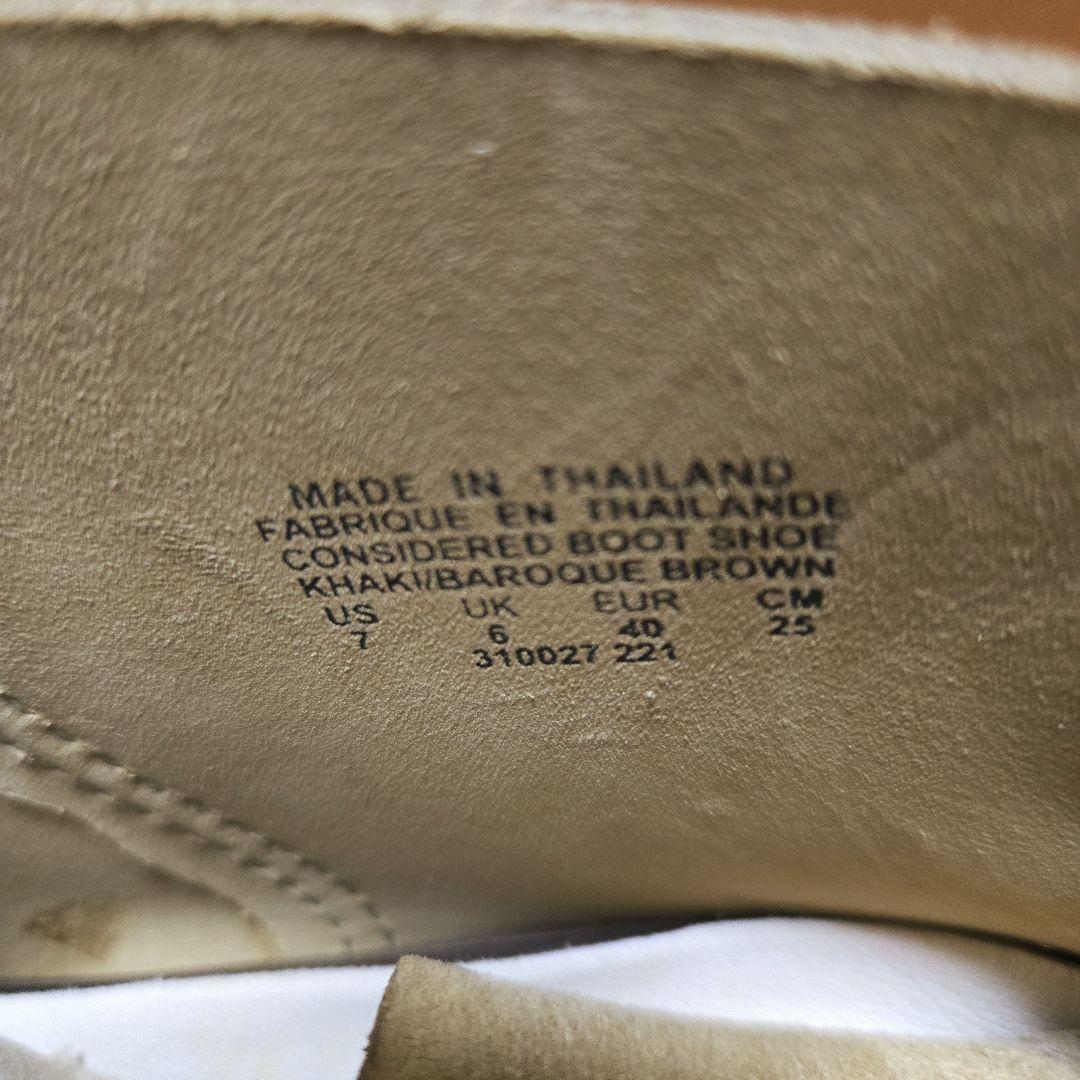 MADE IN THAILAND
FABRIQUE EN THAILANDE
CONSIDERED BOOT SHOE
KHAKI/BAROQUE BROWN
US UK EUR CM
7 6 40 25
310027 221